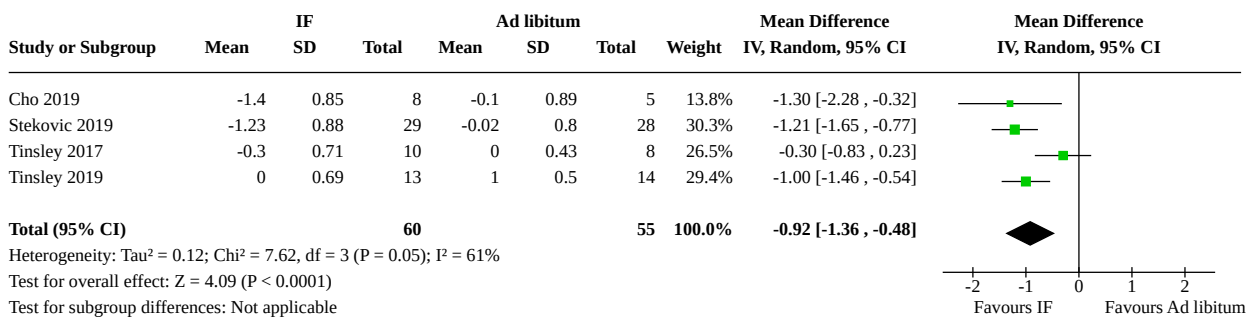 IF Ad libitum Mean Difference Mean Difference
Study or Subgroup Mean SD Total Mean SD Total Weight IV, Random, 95% CI IV, Random, 95% CI
Cho 2019 -1.4 0.85 8 -0.1 0.89 5 13.8% -1.30 [-2.28 , -0.32]
Stekovic 2019 -1.23 0.88 29 -0.02 0.8 28 30.3% -1.21 [-1.65 , -0.77]
Tinsley 2017 -0.3 0.71 10 0 0.43 8 26.5% -0.30 [-0.83 , 0.23]
Tinsley 2019 0 0.69 13 1 0.5 14 29.4% -1.00 [-1.46 , -0.54]
Total (95% CI) 60 55 100.0% -0.92 [-1.36 , -0.48]
Heterogeneity: Tau² = 0.12; Chi² = 7.62, df = 3 (P = 0.05); I² = 61%
Test for overall effect: Z = 4.09 (P < 0.0001)
Test for subgroup differences: Not applicable
-2 -1 0 1 2
Favours IF Favours Ad libitum